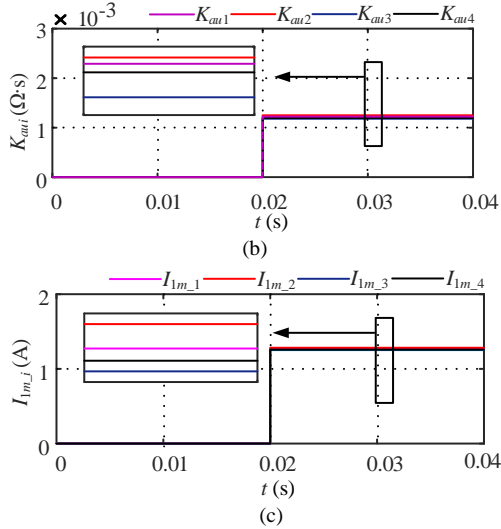 × 10⁻³
K_au1 K_au2 K_au3 K_au4
3
2
1
0
K_aui (Ω·s)
0 0.01 0.02 0.03 0.04
t (s)
(b)
I_1m_1 I_1m_2 I_1m_3 I_1m_4
2
1
0
I_1m_i (A)
0 0.01 0.02 0.03 0.04
t (s)
(c)